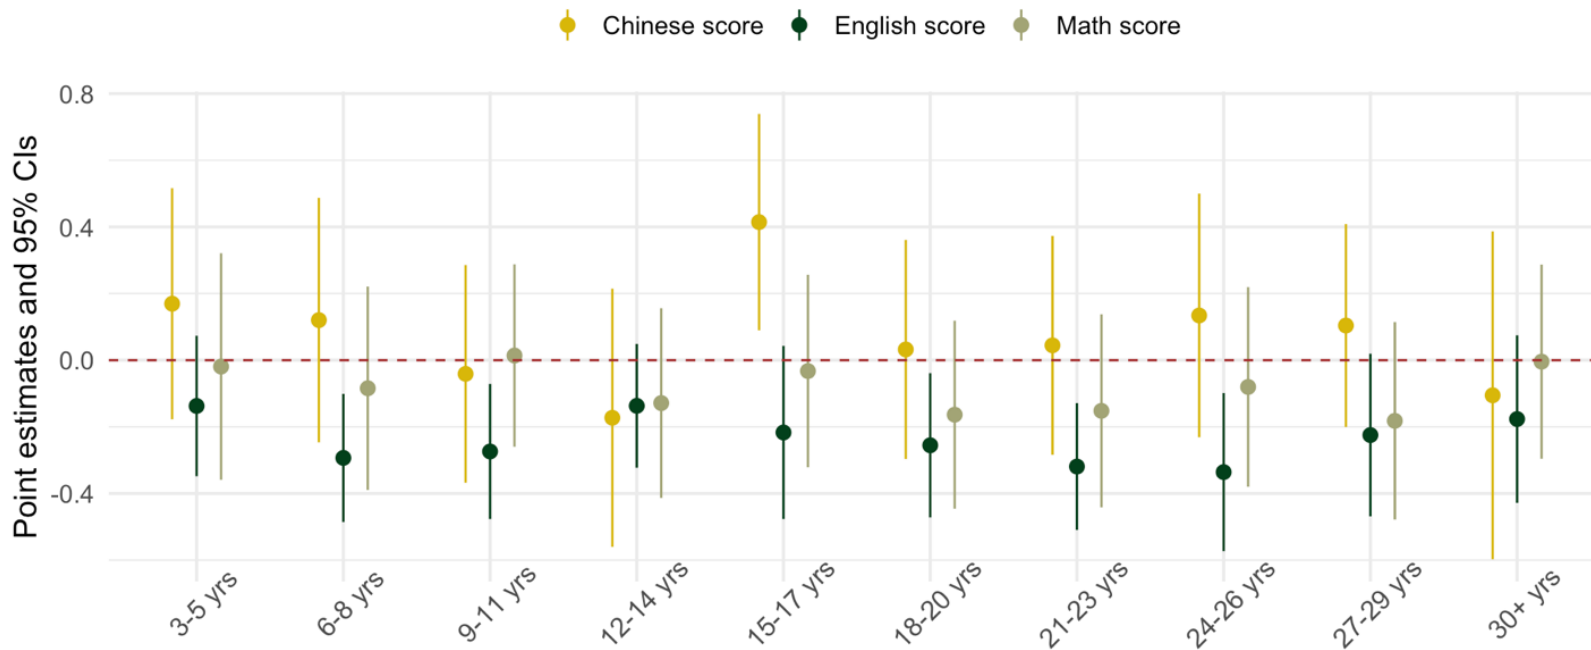 Chinese score English score Math score
Point estimates and 95% CIs
0.8
0.4
0.0
-0.4
3-5 yrs 6-8 yrs 9-11 yrs 12-14 yrs 15-17 yrs 18-20 yrs 21-23 yrs 24-26 yrs 27-29 yrs 30+ yrs